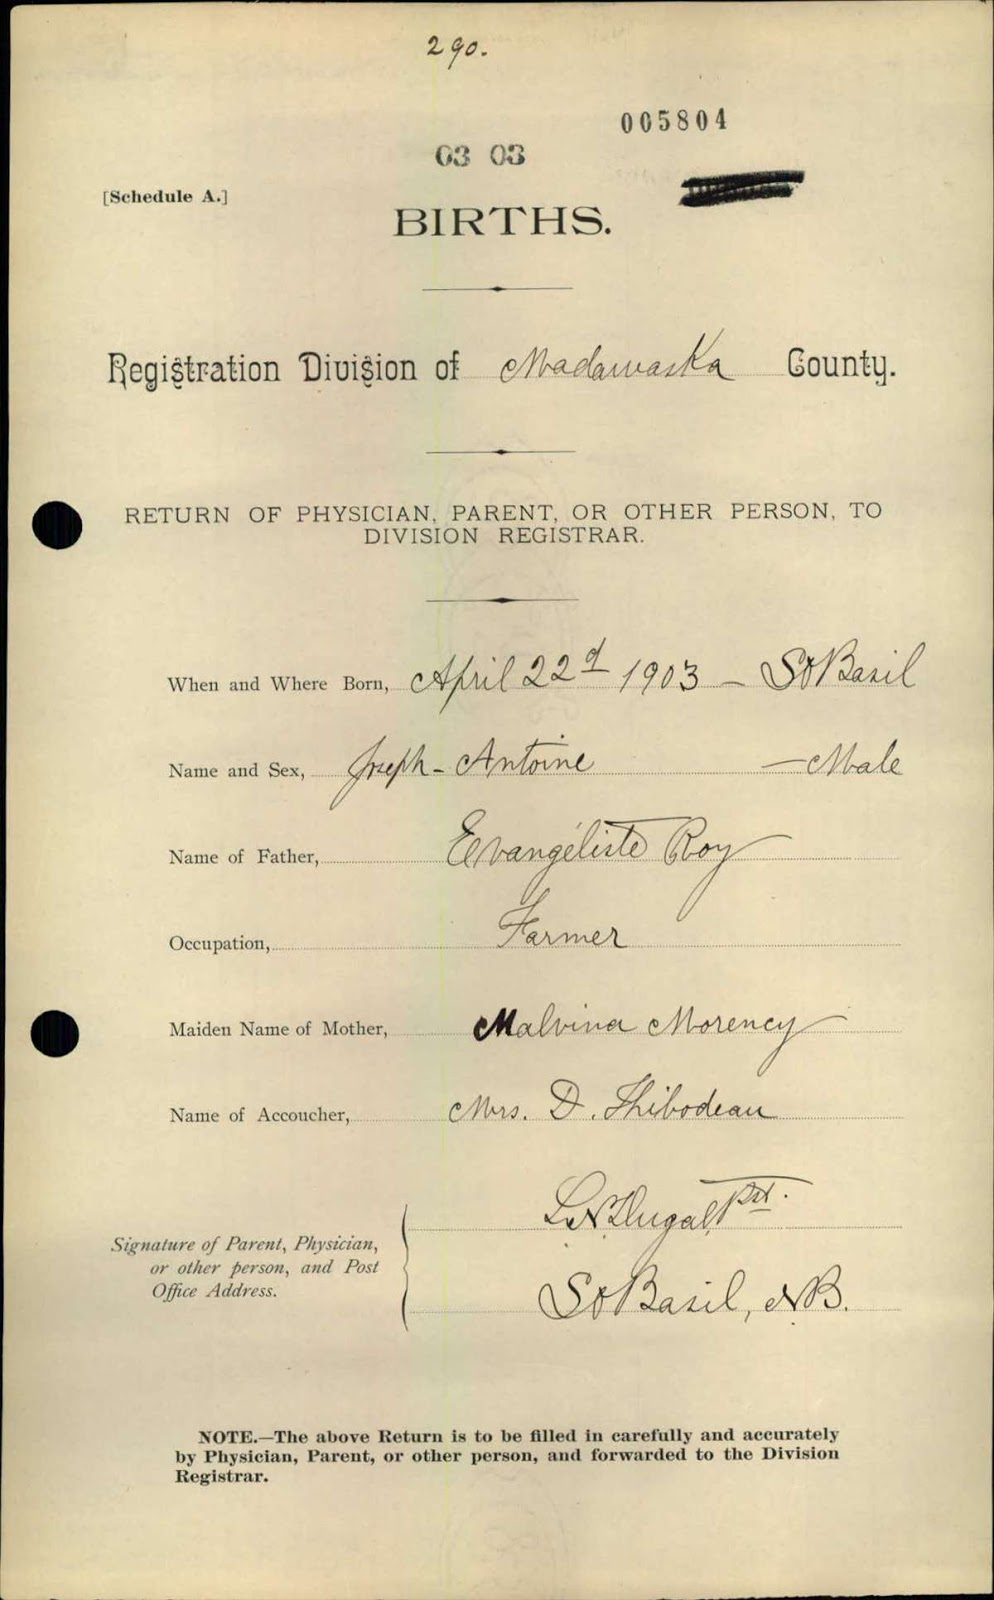 290.
005804
03 03
[Schedule A.]
BIRTHS.
Registration Division of Madawaska County.
RETURN OF PHYSICIAN, PARENT, OR OTHER PERSON, TO
DIVISION REGISTRAR.
When and Where Born, April 22d 1903 — St Basil
Name and Sex, Joseph - Antoine — Male
Name of Father, Evangéliste Roy
Occupation, Farmer
Maiden Name of Mother, Malvina Morency
Name of Accoucher, Mrs. D. Thibodeau
L N Dugal, Pst.
Signature of Parent, Physician,
or other person, and Post
Office Address.
St Basil, N B.
NOTE.—The above Return is to be filled in carefully and accurately
by Physician, Parent, or other person, and forwarded to the Division
Registrar.